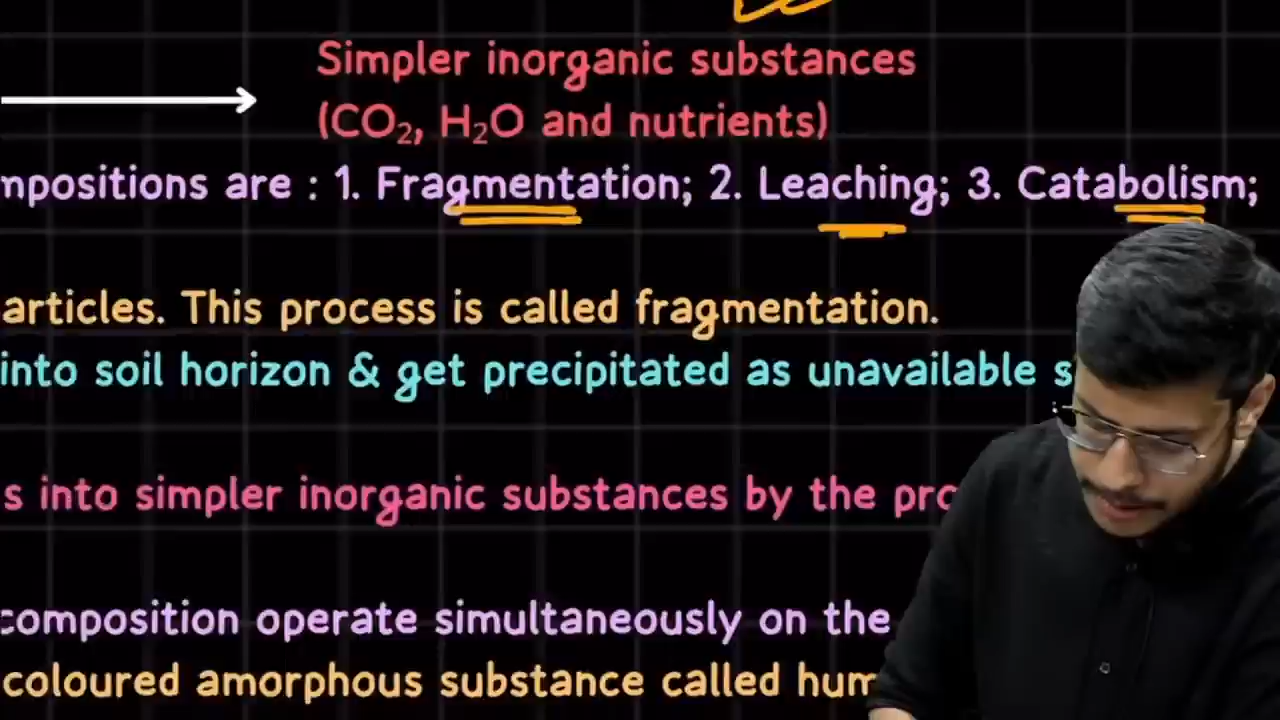 Simpler inorganic substances
(CO₂, H₂O and nutrients)
mpositions are : 1. Fragmentation; 2. Leaching; 3. Catabolism;
articles. This process is called fragmentation.
into soil horizon & get precipitated as unavailable s
s into simpler inorganic substances by the pro
composition operate simultaneously on the
coloured amorphous substance called hum